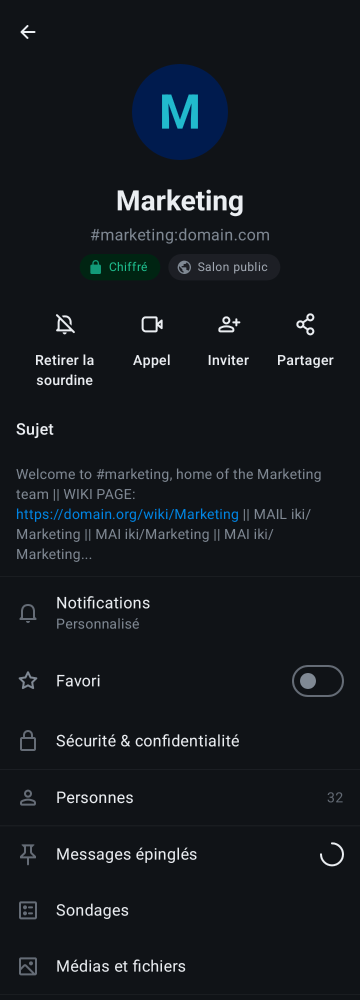 M
Marketing
#marketing:domain.com
Chiffré
Salon public
Retirer la
sourdine
Appel
Inviter
Partager
Sujet
Welcome to #marketing, home of the Marketing
team || WIKI PAGE:
https://domain.org/wiki/Marketing || MAIL iki/
Marketing || MAI iki/Marketing || MAI iki/
Marketing...
Notifications
Personnalisé
Favori
Sécurité & confidentialité
Personnes 32
Messages épinglés
Sondages
Médias et fichiers